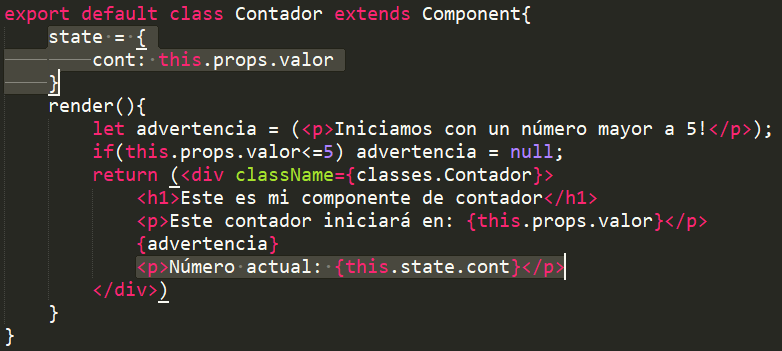 export default class Contador extends Component{
    state = {
        cont: this.props.valor
    }
    render(){
        let advertencia = (<p>Iniciamos con un número mayor a 5!</p>);
        if(this.props.valor<=5) advertencia = null;
        return (<div className={classes.Contador}>
            <h1>Este es mi componente de contador</h1>
            <p>Este contador iniciará en: {this.props.valor}</p>
            {advertencia}
            <p>Número actual: {this.state.cont}</p>
        </div>)
    }
}